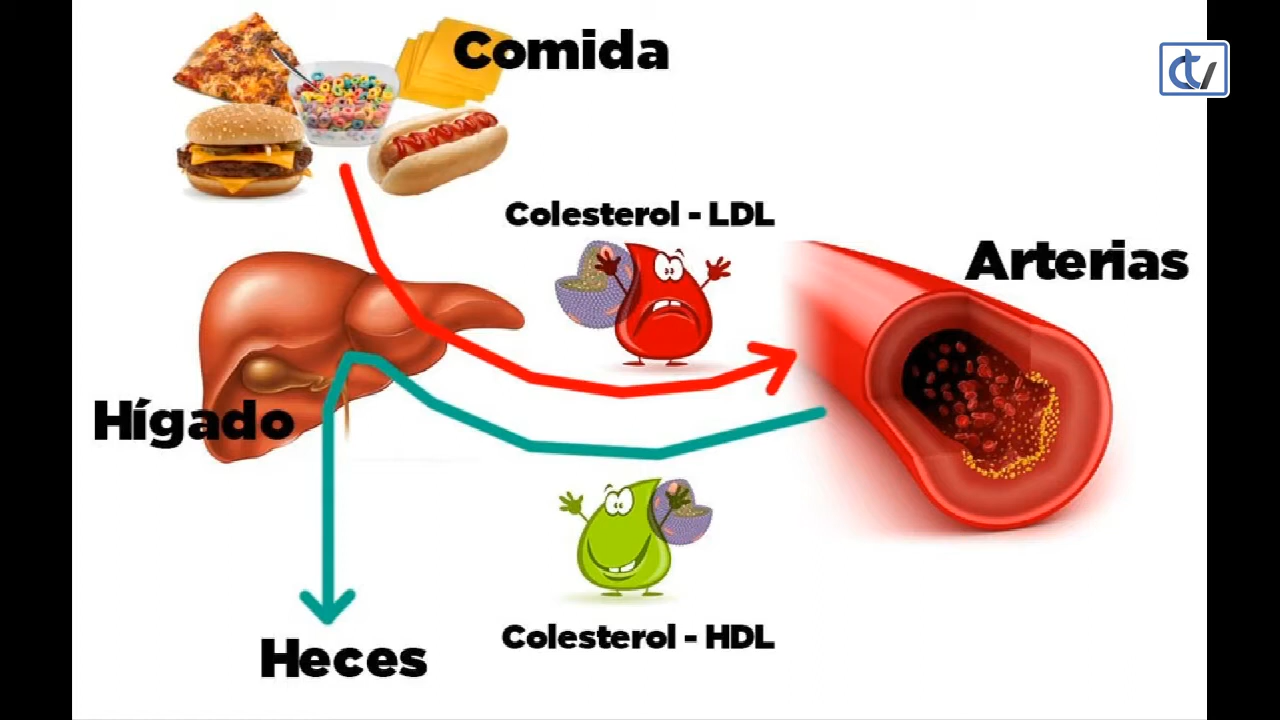 Comida
Colesterol - LDL
Arterias
Hígado
Heces
Colesterol - HDL